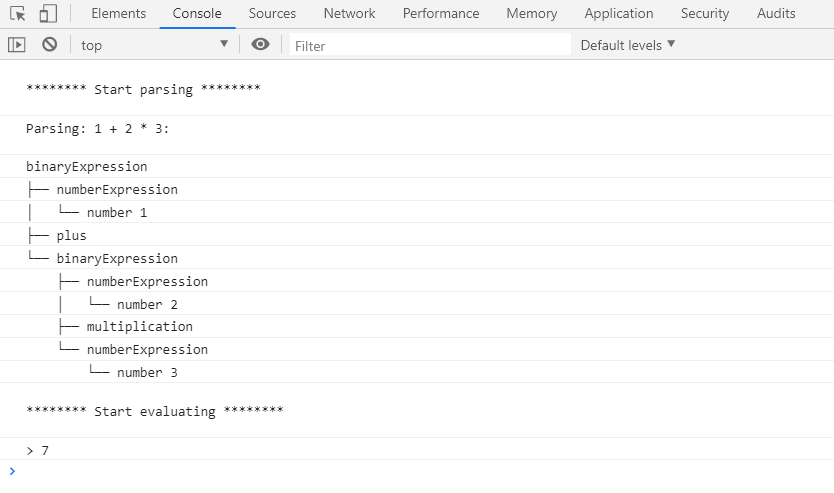 Elements Console Sources Network Performance Memory Application Security Audits
top Filter Default levels ▼
******** Start parsing ********
Parsing: 1 + 2 * 3:
binaryExpression
├── numberExpression
│   └── number 1
├── plus
└── binaryExpression
    ├── numberExpression
    │   └── number 2
    ├── multiplication
    └── numberExpression
        └── number 3
******** Start evaluating ********
> 7